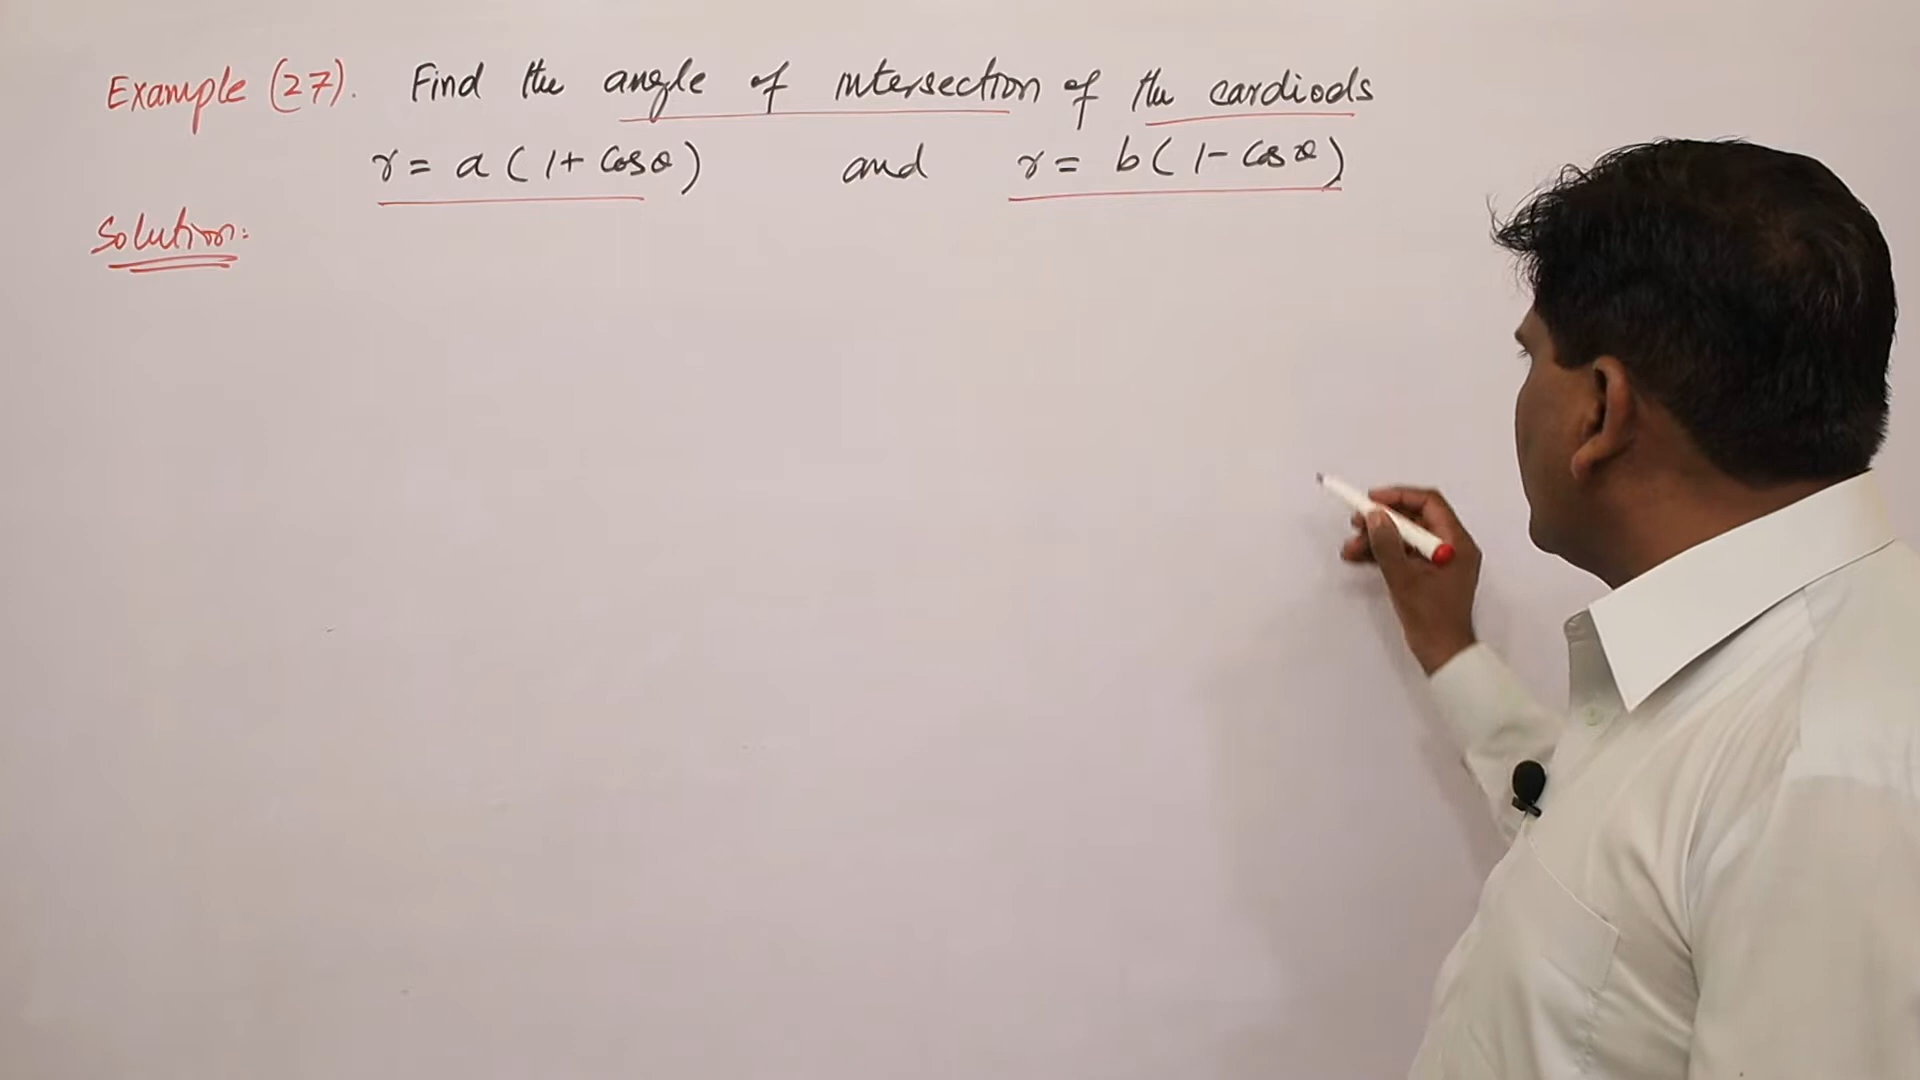 Example (27). Find the angle of intersection of the cardiods
r = a (1 + Cosθ) and r = b (1 - Cosθ)
Solution: